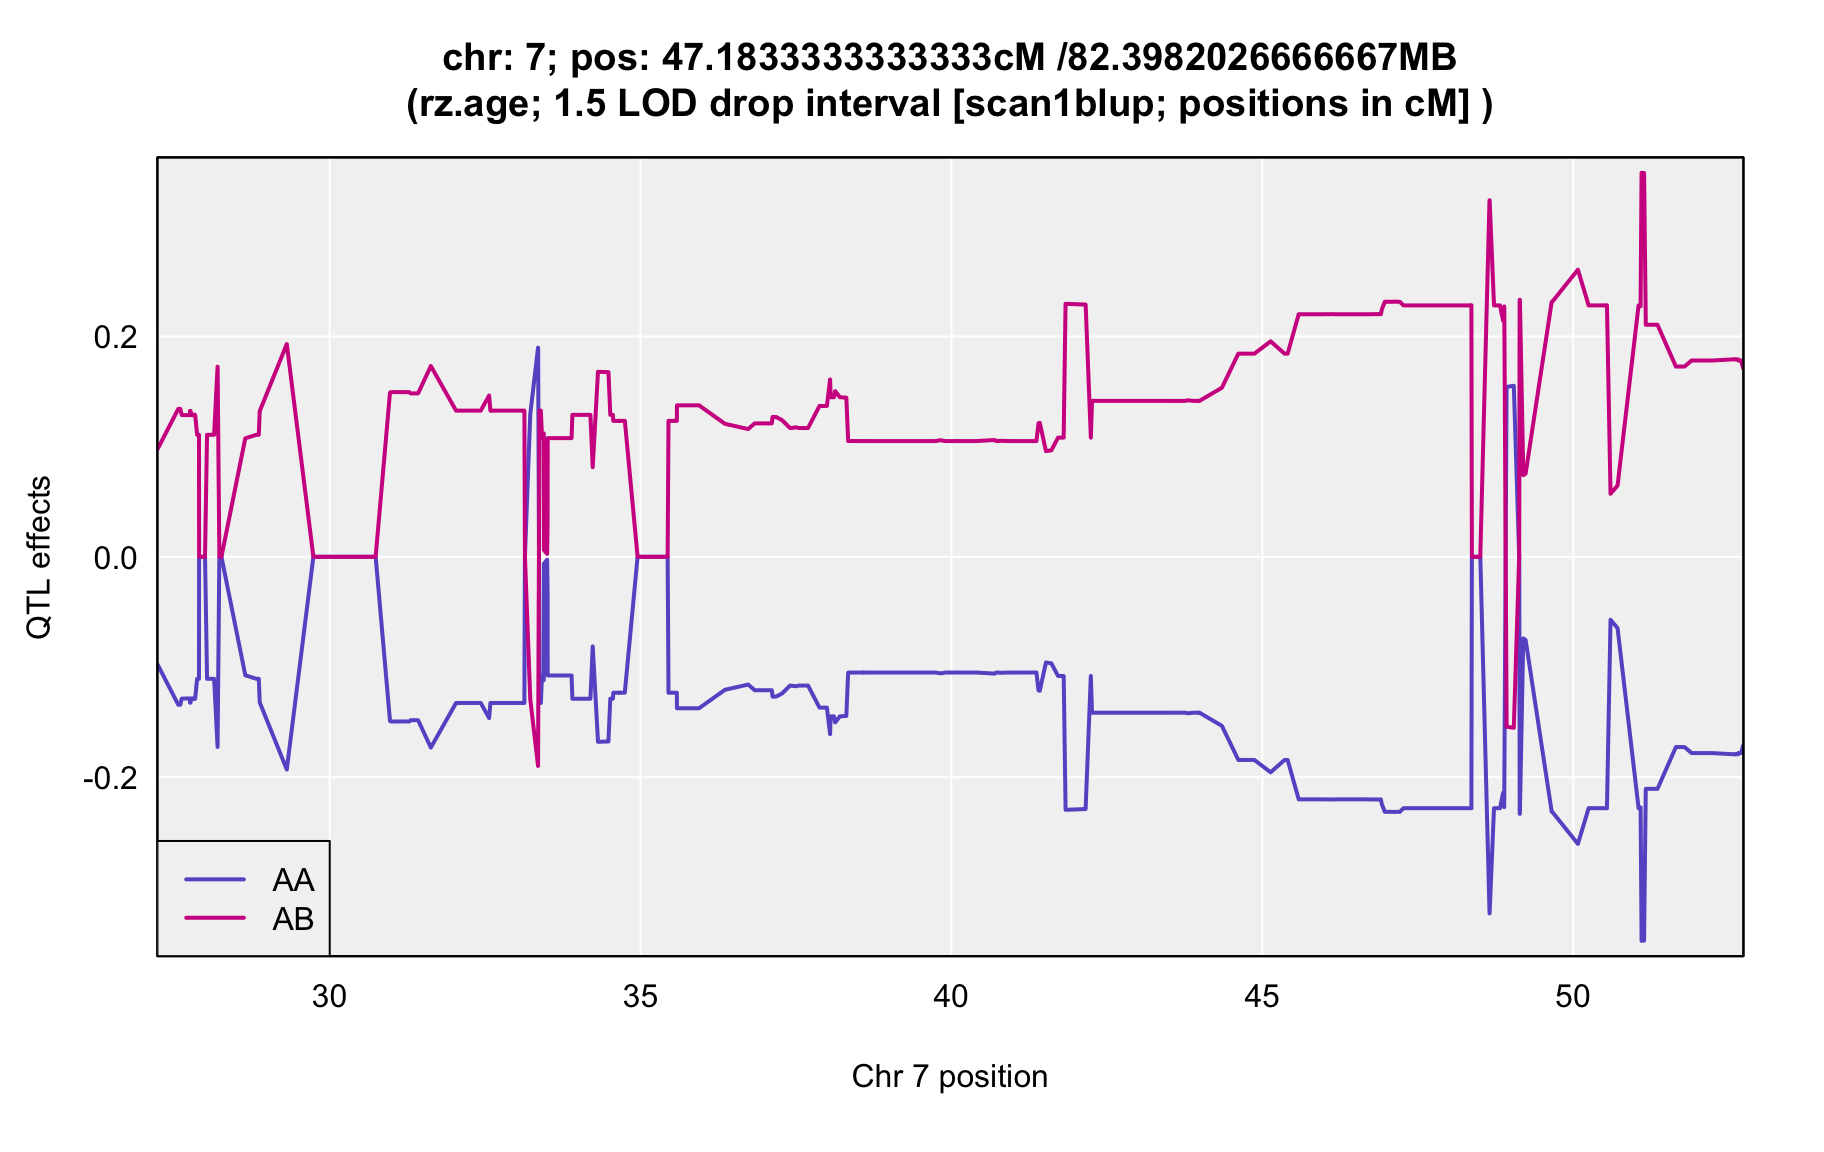 chr: 7; pos: 47.1833333333333cM /82.3982026666667MB
(rz.age; 1.5 LOD drop interval [scan1blup; positions in cM] )
QTL effects
0.2
0.0
-0.2
AA
AB
30 35 40 45 50
Chr 7 position